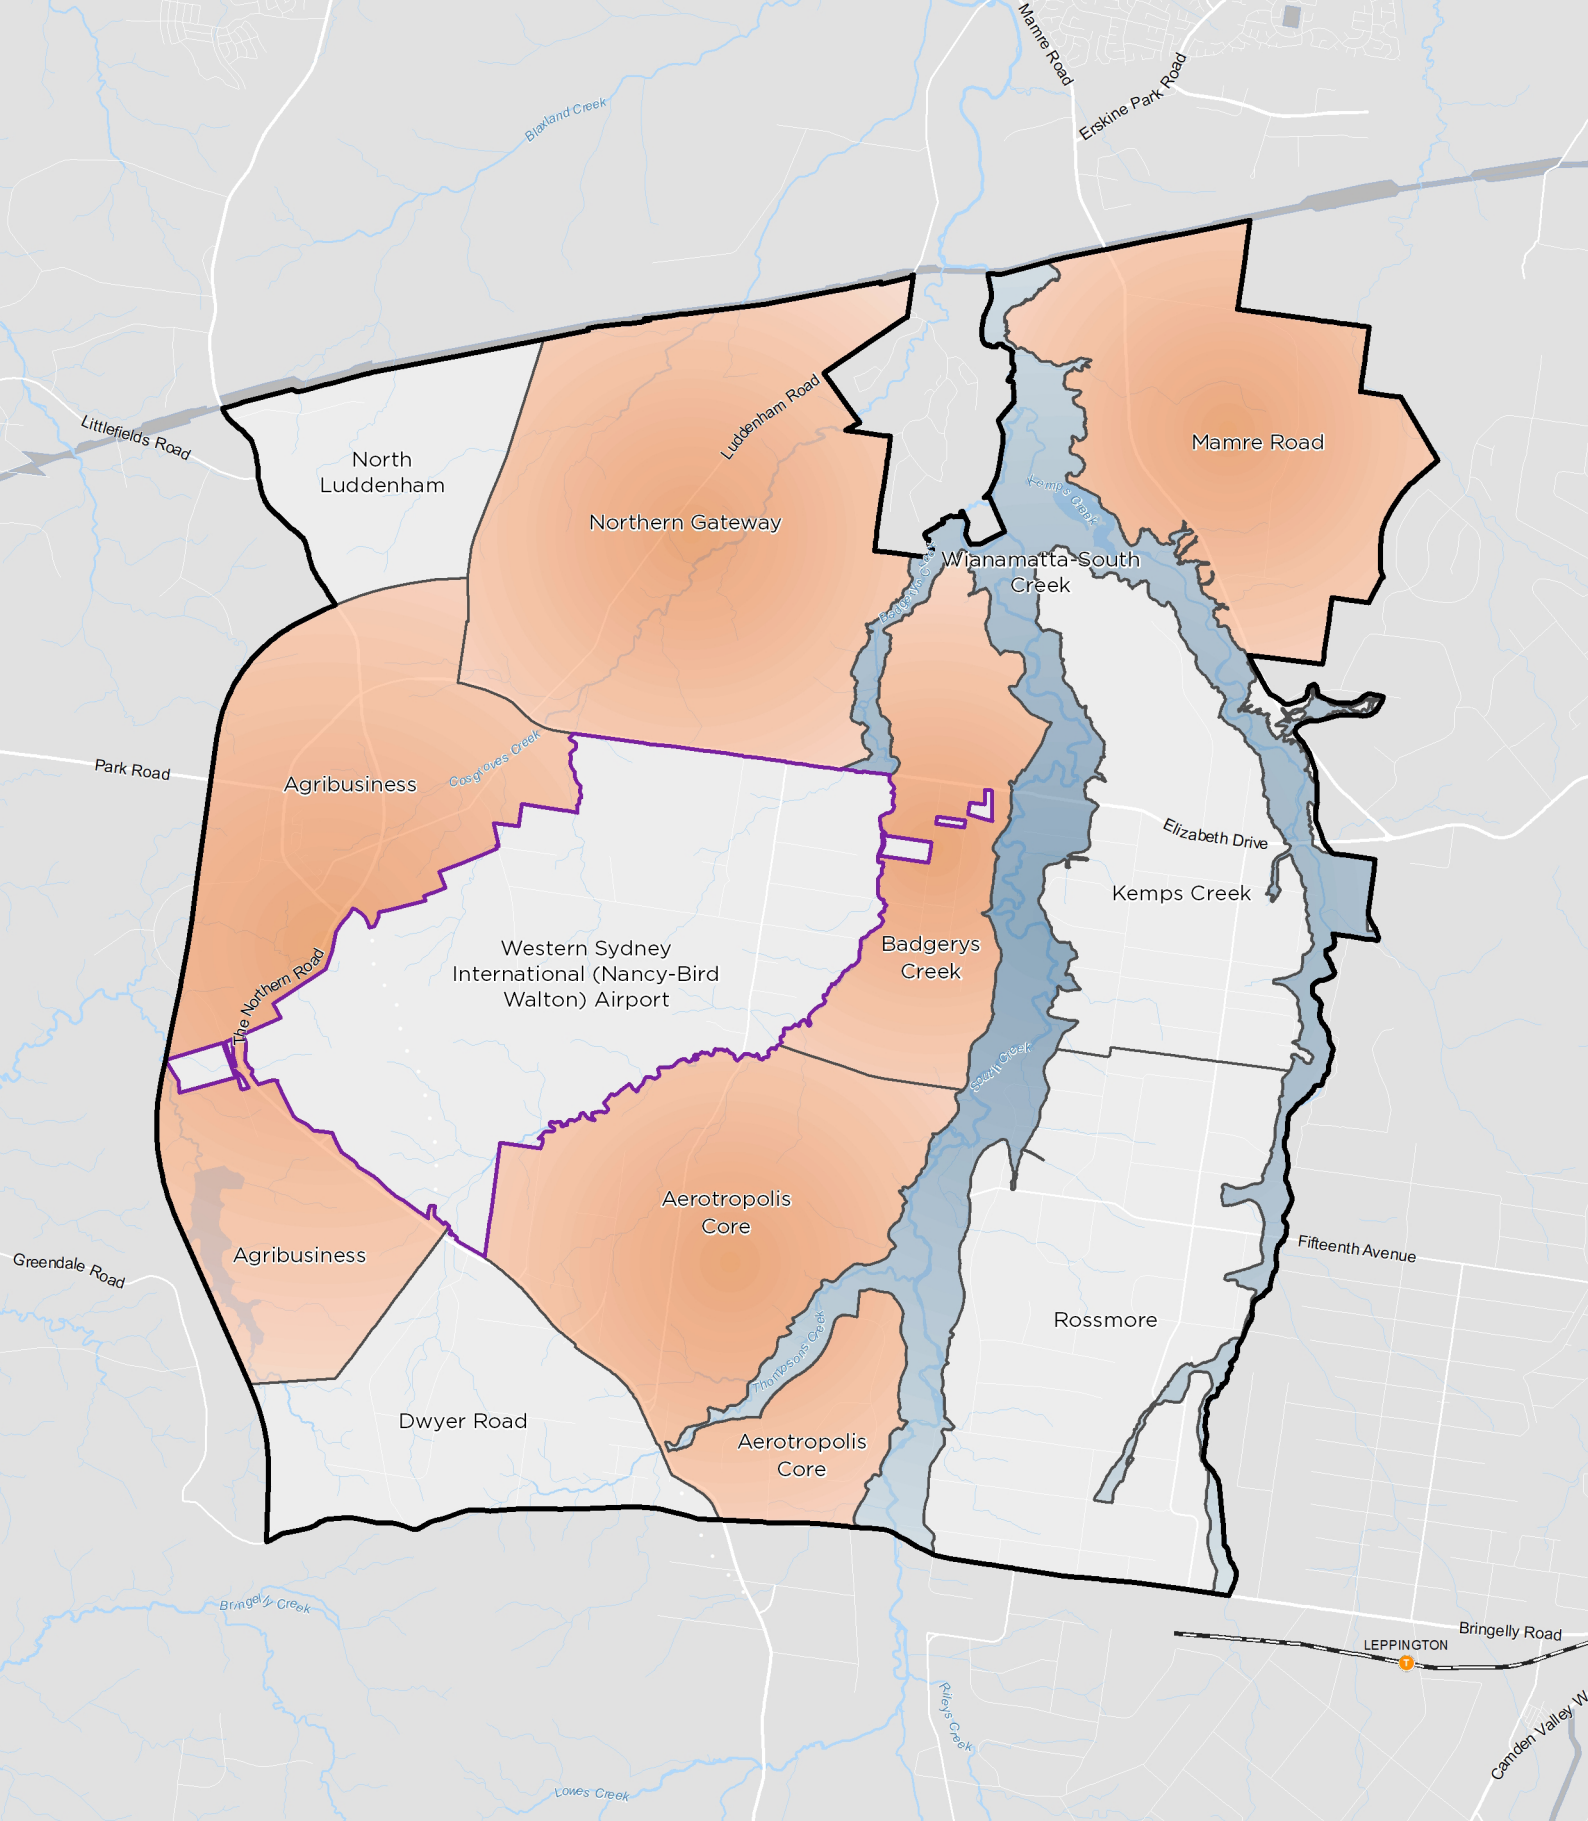 Mamre Road
Erskine Park Road
Blaxland Creek
Littlefields Road
North
Luddenham
Luddenham Road
Mamre Road
Northern Gateway
Kemps Creek
Wianamatta-South
Creek
Badgerys Creek
Cosgroves Creek
Park Road
Agribusiness
Elizabeth Drive
Kemps Creek
Western Sydney
International (Nancy-Bird
Walton) Airport
Badgerys
Creek
The Northern Road
South Creek
Aerotropolis
Core
Agribusiness
Greendale Road
Fifteenth Avenue
Rossmore
Thompsons Creek
Dwyer Road
Aerotropolis
Core
Bringelly Creek
Bringelly Road
LEPPINGTON
T
Rileys Creek
Camden Valley W
Lowes Creek